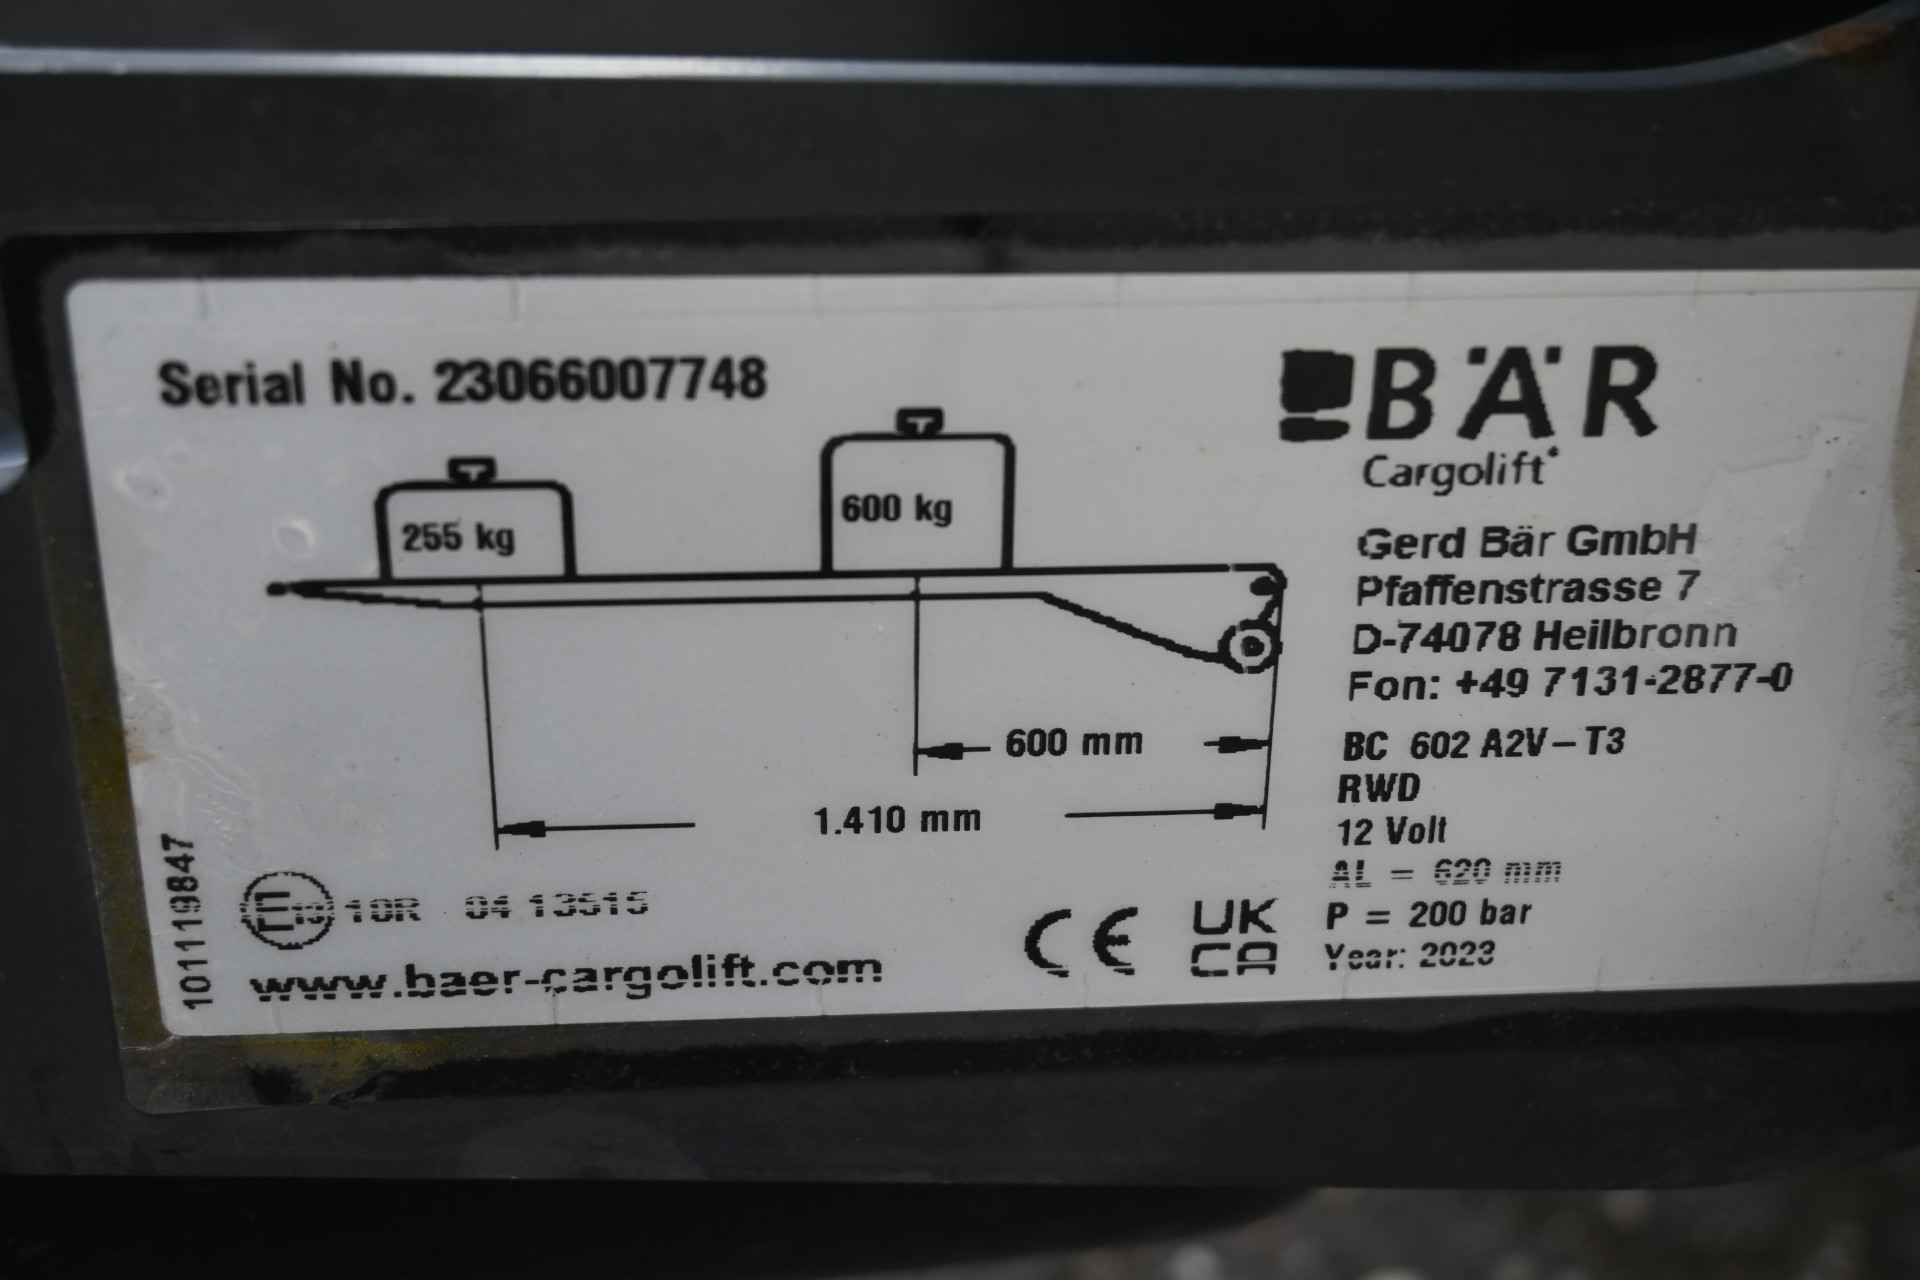 Serial No. 23066007748
BÄR
Cargolift
255 kg
600 kg
Gerd Bär GmbH
Pfaffenstrasse 7
D-74078 Heilbronn
Fon: +49 7131-2877-0
600 mm
1.410 mm
BC 602 A2V-T3
RWD
12 Volt
AL = 620 mm
P = 200 bar
Year: 2023
101119847
E13 10R 04 13515
www.baer-cargolift.com
CE
UK
CA